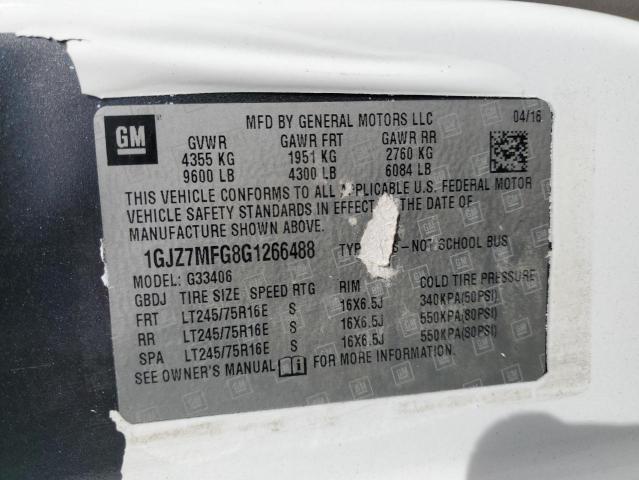 GM
MFD BY GENERAL MOTORS LLC
04/16
GVWR GAWR FRT GAWR RR
4355 KG 1951 KG 2760 KG
9600 LB 4300 LB 6084 LB
THIS VEHICLE CONFORMS TO ALL APPLICABLE U.S. FEDERAL MOTOR
VEHICLE SAFETY STANDARDS IN EFFECT ON THE DATE OF
MANUFACTURE SHOWN ABOVE.
1GJZ7MFG8G1266488 NOT SCHOOL BUS
MODEL: G33406
GBDJ TIRE SIZE SPEED RTG RIM COLD TIRE PRESSURE
FRT LT245/75R16E S 16X6.5J 340KPA(50PSI)
RR LT245/75R16E S 16X6.5J 550KPA(80PSI)
SPA LT245/75R16E S 16X6.5J 550KPA(80PSI)
SEE OWNER'S MANUAL FOR MORE INFORMATION.